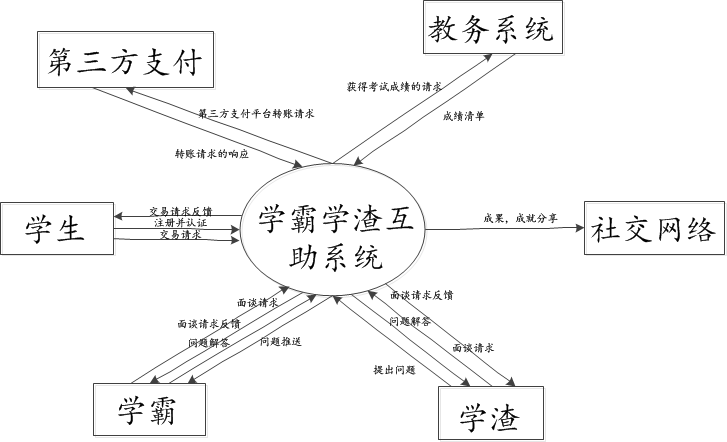 教务系统
第三方支付
获得考试成绩的请求
第三方支付平台转账请求
成绩清单
转账请求的响应
学生
交易请求反馈
注册并认证
交易请求
学霸学渣互
助系统
成果，成就分享
社交网络
面谈请求
面谈请求反馈
面谈请求反馈
问题解答
问题解答
问题推送
面谈请求
提出问题
学霸
学渣